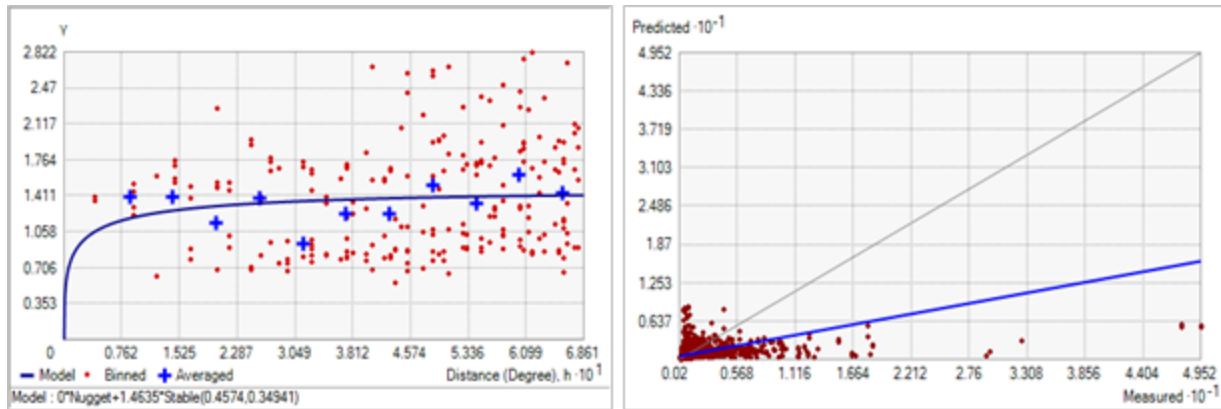 γ
2.822
2.47
2.117
1.764
1.411
1.058
0.706
0.353
0 0.762 1.525 2.287 3.049 3.812 4.574 5.336 6.099 6.861
Model Binned Averaged Distance (Degree), h ·10⁻¹
Model : 0*Nugget+1.4635*Stable(0.4574,0.34941)
Predicted ·10⁻¹
4.952
4.336
3.719
3.103
2.486
1.87
1.253
0.637
0.02 0.568 1.116 1.664 2.212 2.76 3.308 3.856 4.404 4.952
Measured ·10⁻¹